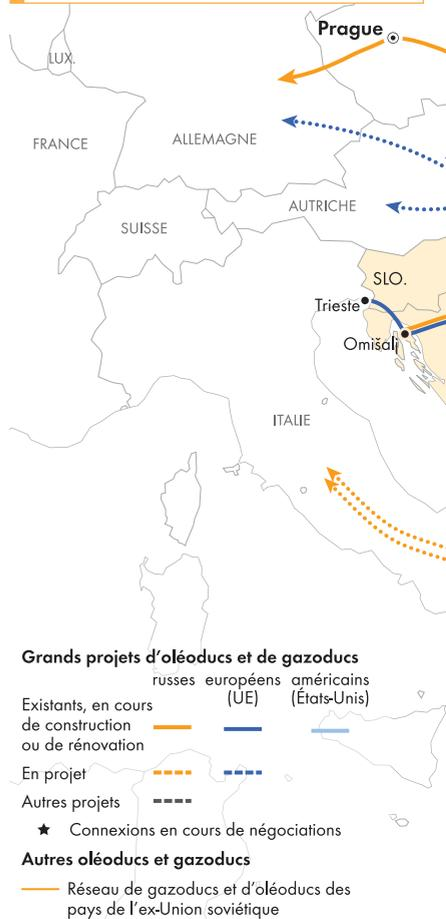 Prague
LUX.
FRANCE
ALLEMAGNE
AUTRICHE
SUISSE
SLO.
Trieste
Omišalj
ITALIE
Grands projets d’oléoducs et de gazoducs
russes européens américains
(UE) (États-Unis)
Existants, en cours
de construction
ou de rénovation
En projet
Autres projets
Connexions en cours de négociations
Autres oléoducs et gazoducs
Réseau de gazoducs et d’oléoducs des
pays de l’ex-Union soviétique